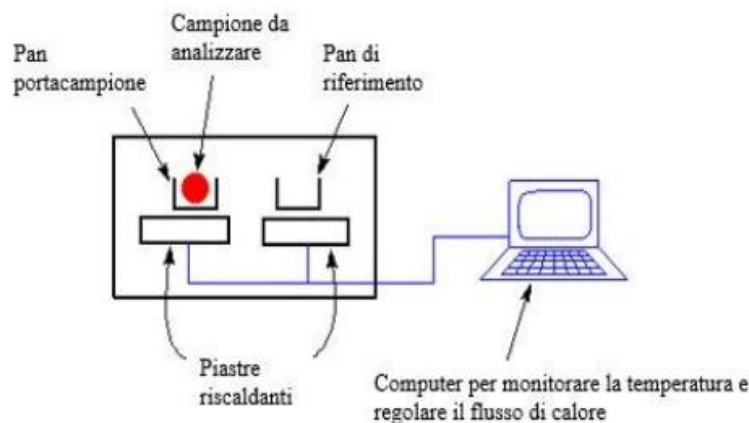 Campione da
analizzare
Pan
portacampione
Pan di
riferimento
Piastre
riscaldanti
Computer per monitorare la temperatura e
regolare il flusso di calore